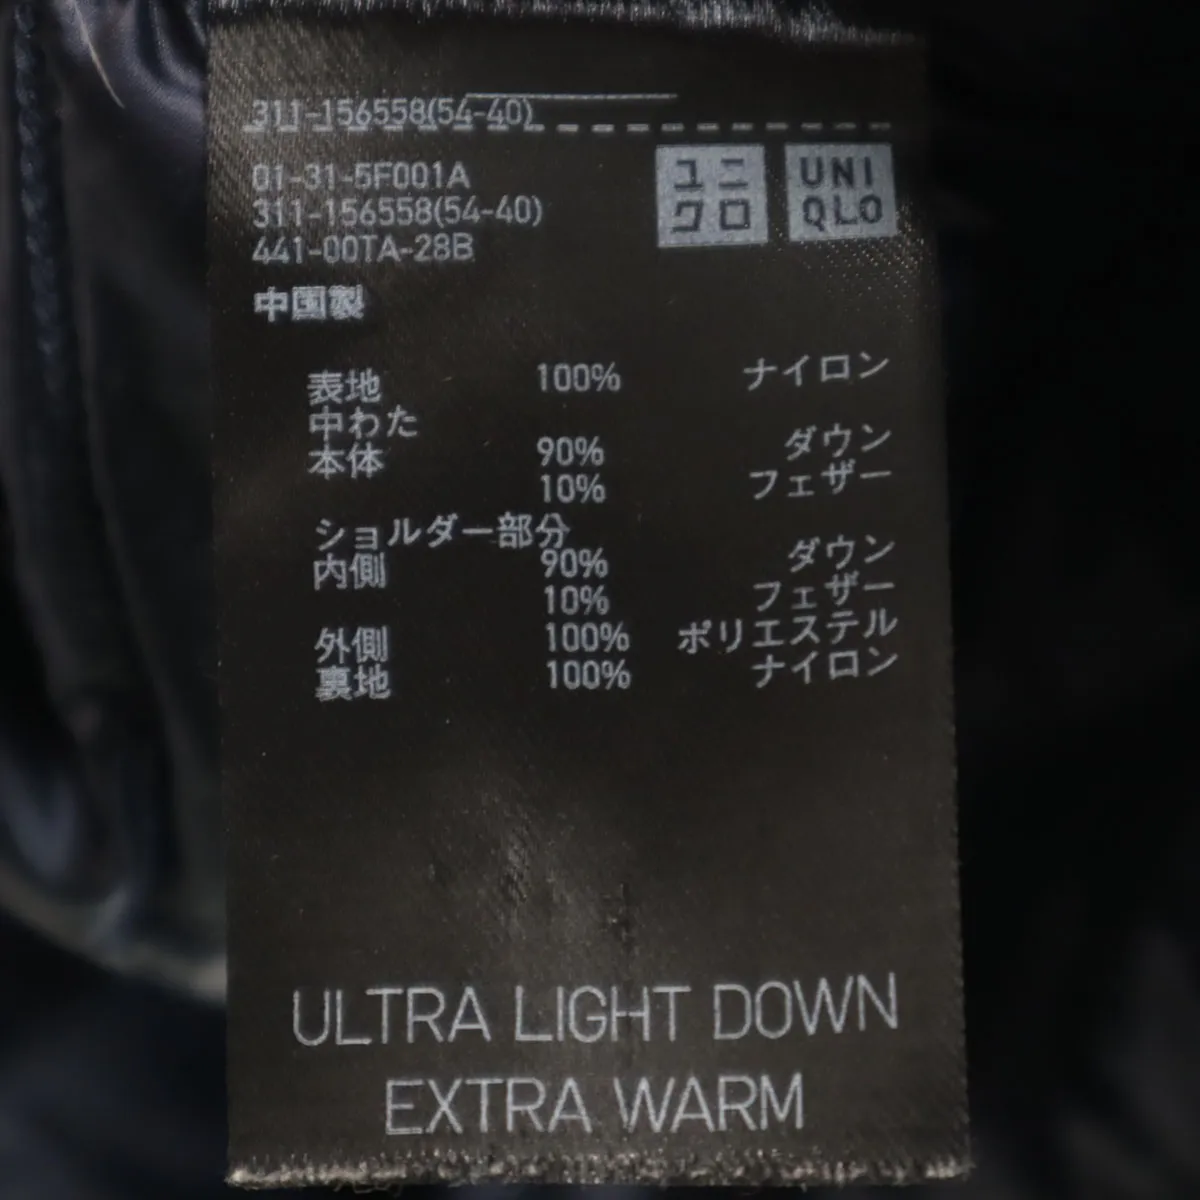 311-156558(54-40)
01-31-5F001A
311-156558(54-40)
441-00TA-28B
ユニ
クロ
UNI
QLO
中国製
表地 100% ナイロン
中わた
本体 90% ダウン
10% フェザー
ショルダー部分
内側 90% ダウン
10% フェザー
外側 100% ポリエステル
裏地 100% ナイロン
ULTRA LIGHT DOWN
EXTRA WARM